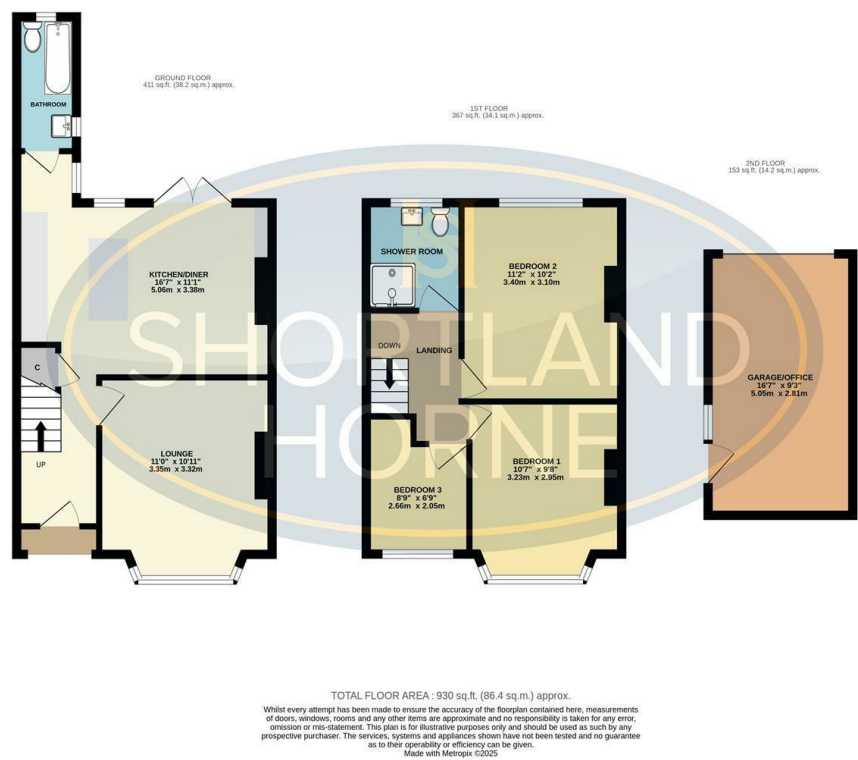 GROUND FLOOR
411 sq.ft. (38.2 sq.m.) approx.
1ST FLOOR
367 sq.ft. (34.1 sq.m.) approx.
2ND FLOOR
153 sq.ft. (14.2 sq.m.) approx.
BATHROOM
KITCHEN/DINER
16'7" x 11'1"
5.06m x 3.38m
C
UP
LOUNGE
11'0" x 10'11"
3.35m x 3.32m
SHOWER ROOM
BEDROOM 2
11'2" x 10'2"
3.40m x 3.10m
DOWN
LANDING
BEDROOM 1
10'7" x 9'8"
3.23m x 2.95m
BEDROOM 3
8'9" x 6'9"
2.66m x 2.05m
GARAGE/OFFICE
16'7" x 9'3"
5.05m x 2.81m
SHORTLAND
HORNE
TOTAL FLOOR AREA : 930 sq.ft. (86.4 sq.m.) approx.
Whilst every attempt has been made to ensure the accuracy of the floorplan contained here, measurements
of doors, windows, rooms and any other items are approximate and no responsibility is taken for any error,
omission or mis-statement. This plan is for illustrative purposes only and should be used as such by any
prospective purchaser. The services, systems and appliances shown have not been tested and no guarantee
as to their operability or efficiency can be given.
Made with Metropix ©2025